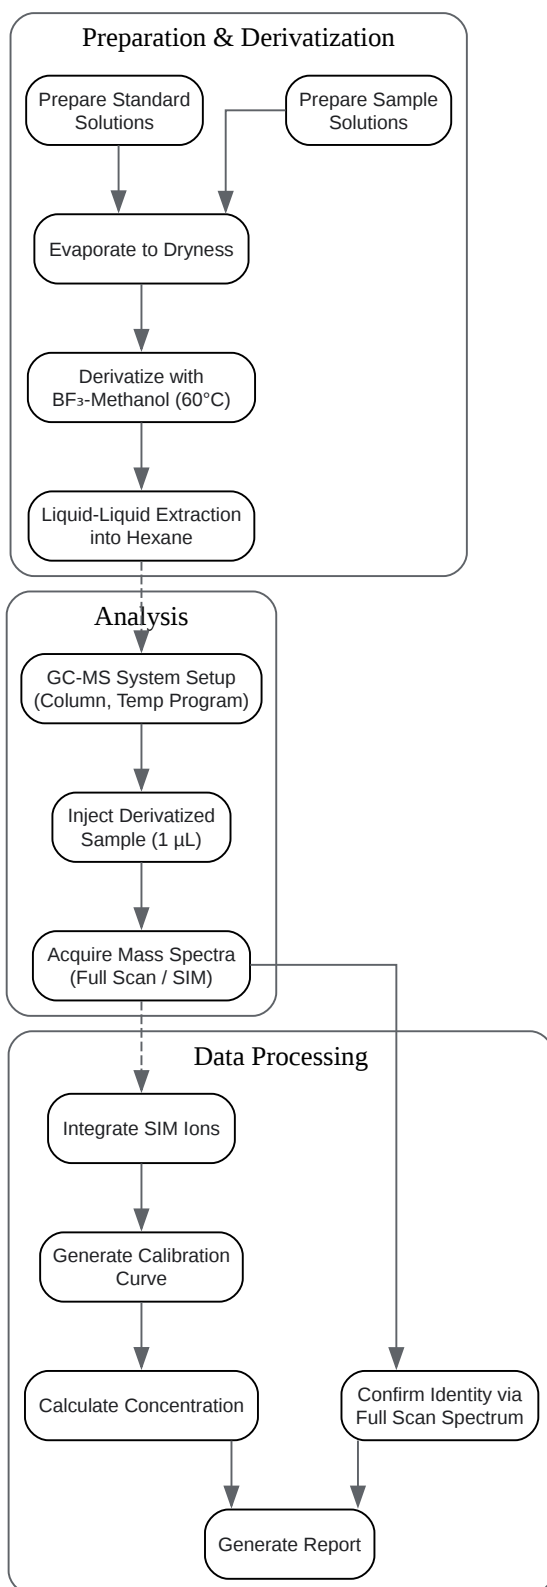 Preparation & Derivatization
Prepare Standard
Solutions
Prepare Sample
Solutions
Evaporate to Dryness
Derivatize with
BF₃-Methanol (60°C)
Liquid-Liquid Extraction
into Hexane
Analysis
GC-MS System Setup
(Column, Temp Program)
Inject Derivatized
Sample (1 µL)
Acquire Mass Spectra
(Full Scan / SIM)
Data Processing
Integrate SIM Ions
Generate Calibration
Curve
Calculate Concentration
Confirm Identity via
Full Scan Spectrum
Generate Report